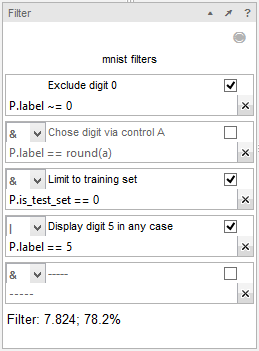 Filter ?
mnist filters
Exclude digit 0
P.label ~= 0
& Chose digit via control A
P.label == round(a)
& Limit to training set
P.is_test_set == 0
| Display digit 5 in any case
P.label == 5
& -----
-----
Filter: 7.824; 78.2%